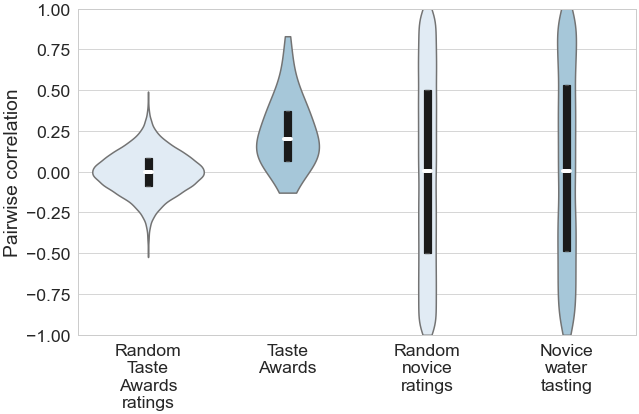 Pairwise correlation
1.00
0.75
0.50
0.25
0.00
−0.25
−0.50
−0.75
−1.00
Random
Taste
Awards
ratings
Taste
Awards
Random
novice
ratings
Novice
water
tasting